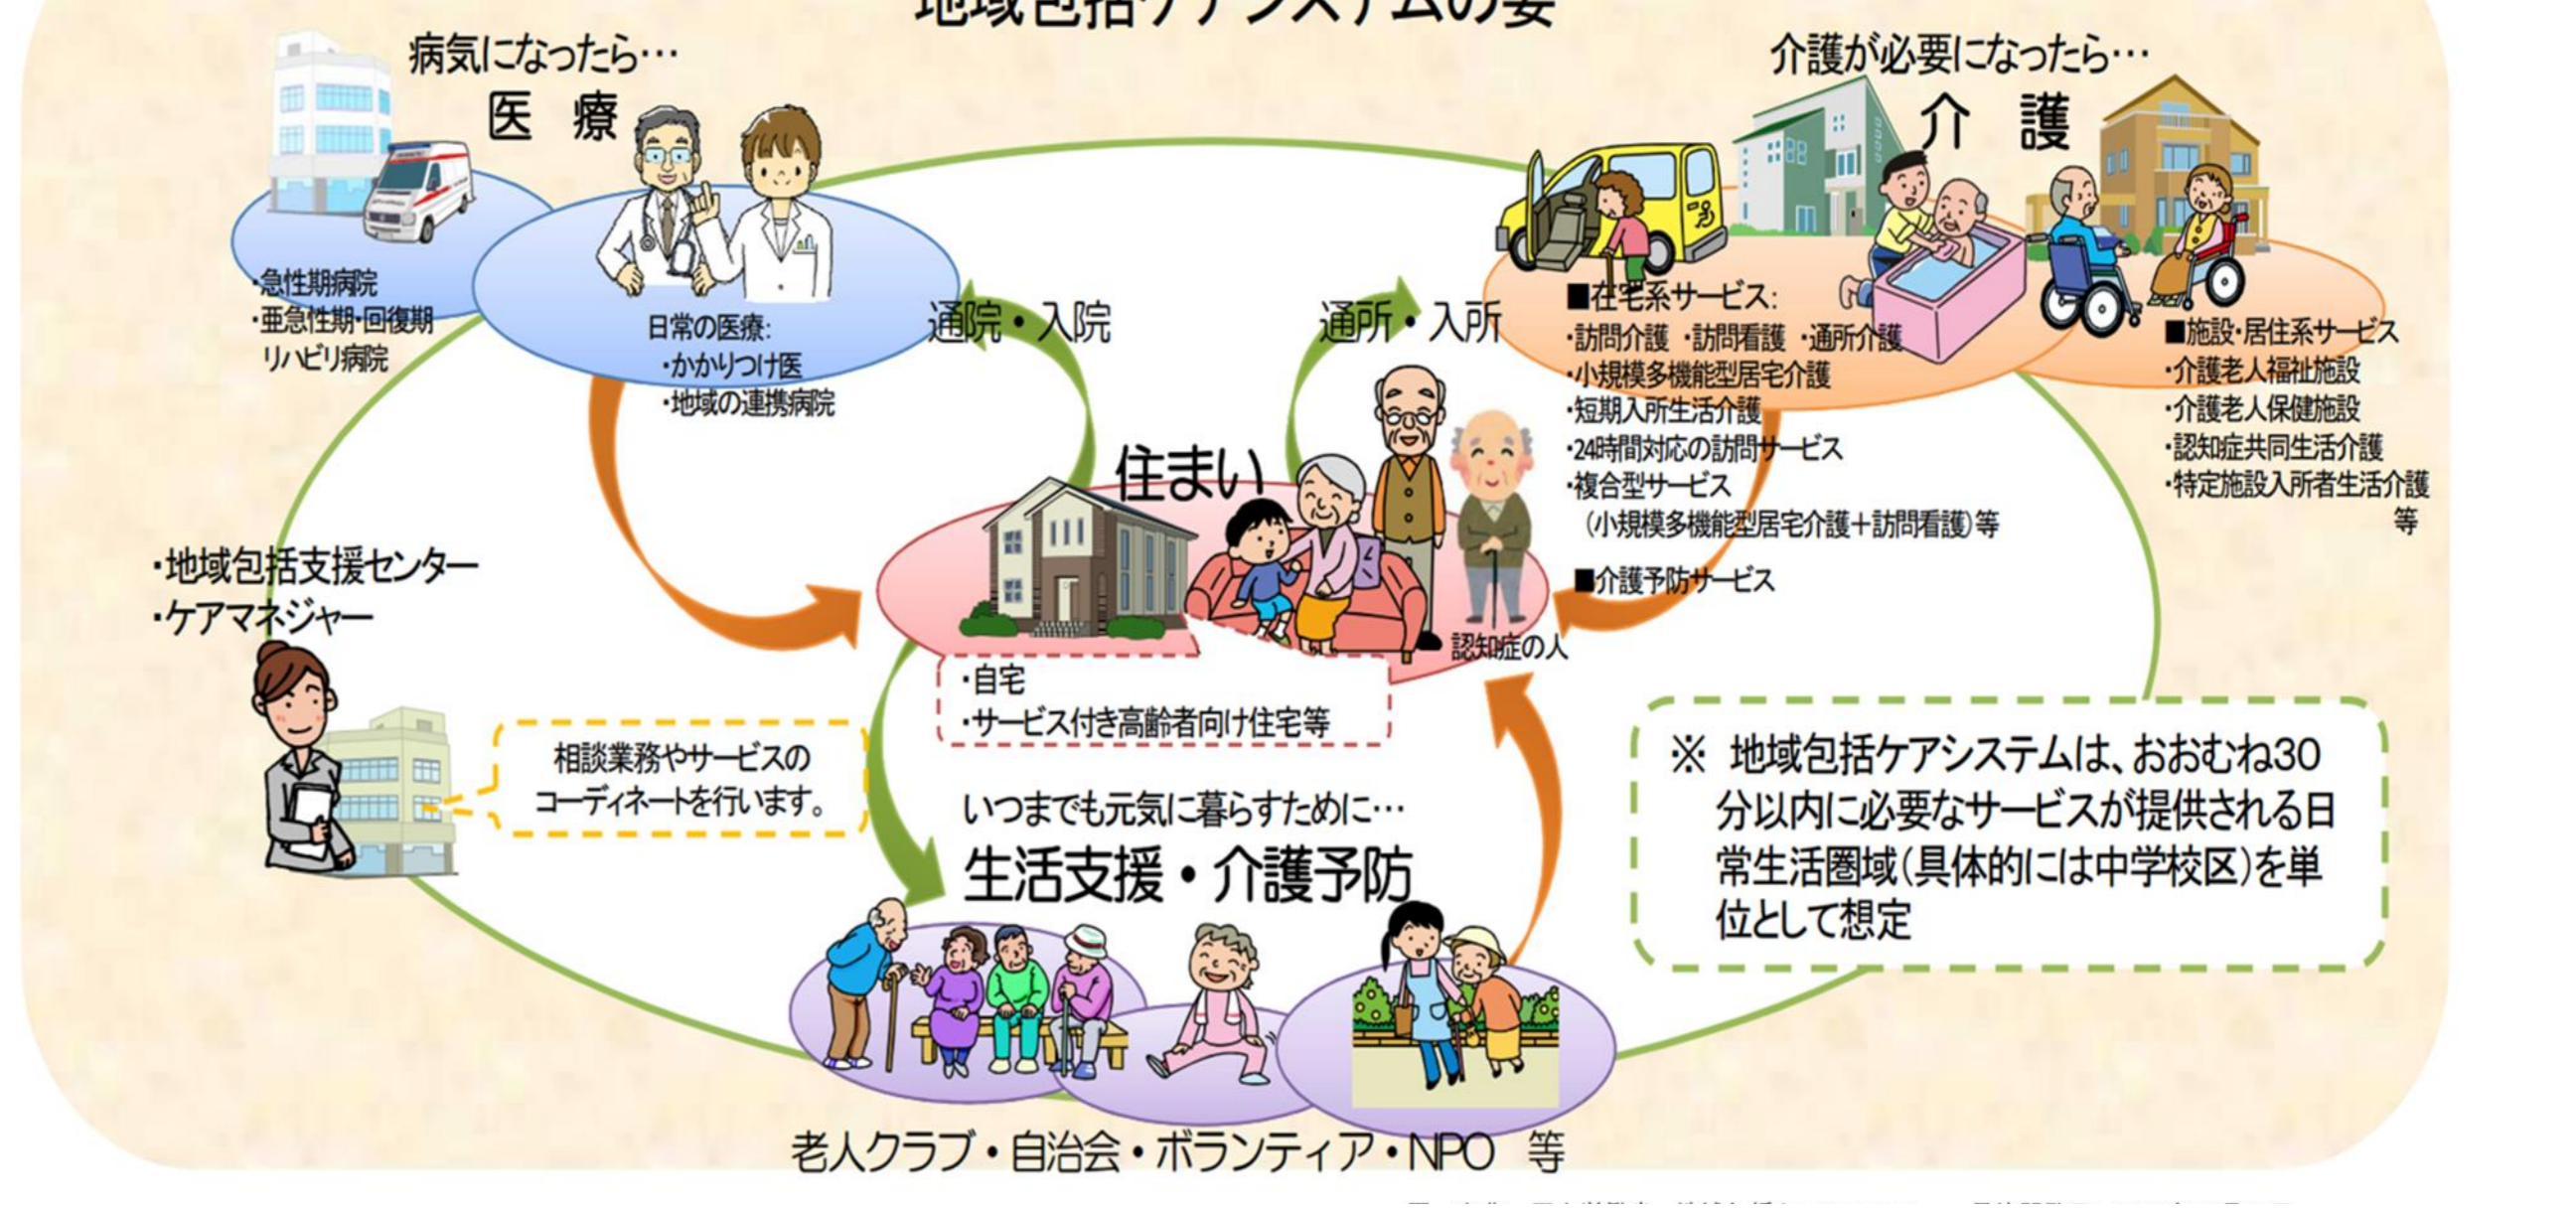 地域包括ケアシステムの姿
病気になったら…
医 療
・急性期病院
・亜急性期・回復期
リハビリ病院
日常の医療:
・かかりつけ医
・地域の連携病院
通院・入院
通所・入所
介護が必要になったら…
介 護
■在宅系サービス:
・訪問介護 ・訪問看護 ・通所介護
・小規模多機能型居宅介護
・短期入所生活介護
・24時間対応の訪問サービス
・複合型サービス
（小規模多機能型居宅介護＋訪問看護）等
■介護予防サービス
■施設・居住系サービス
・介護老人福祉施設
・介護老人保健施設
・認知症共同生活介護
・特定施設入所者生活介護
等
住まい
認知症の人
・自宅
・サービス付き高齢者向け住宅等
・地域包括支援センター
・ケアマネジャー
相談業務やサービスの
コーディネートを行います。
いつまでも元気に暮らすために…
生活支援・介護予防
老人クラブ・自治会・ボランティア・NPO 等
※ 地域包括ケアシステムは、おおむね30
分以内に必要なサービスが提供される日
常生活圏域（具体的には中学校区）を単
位として想定